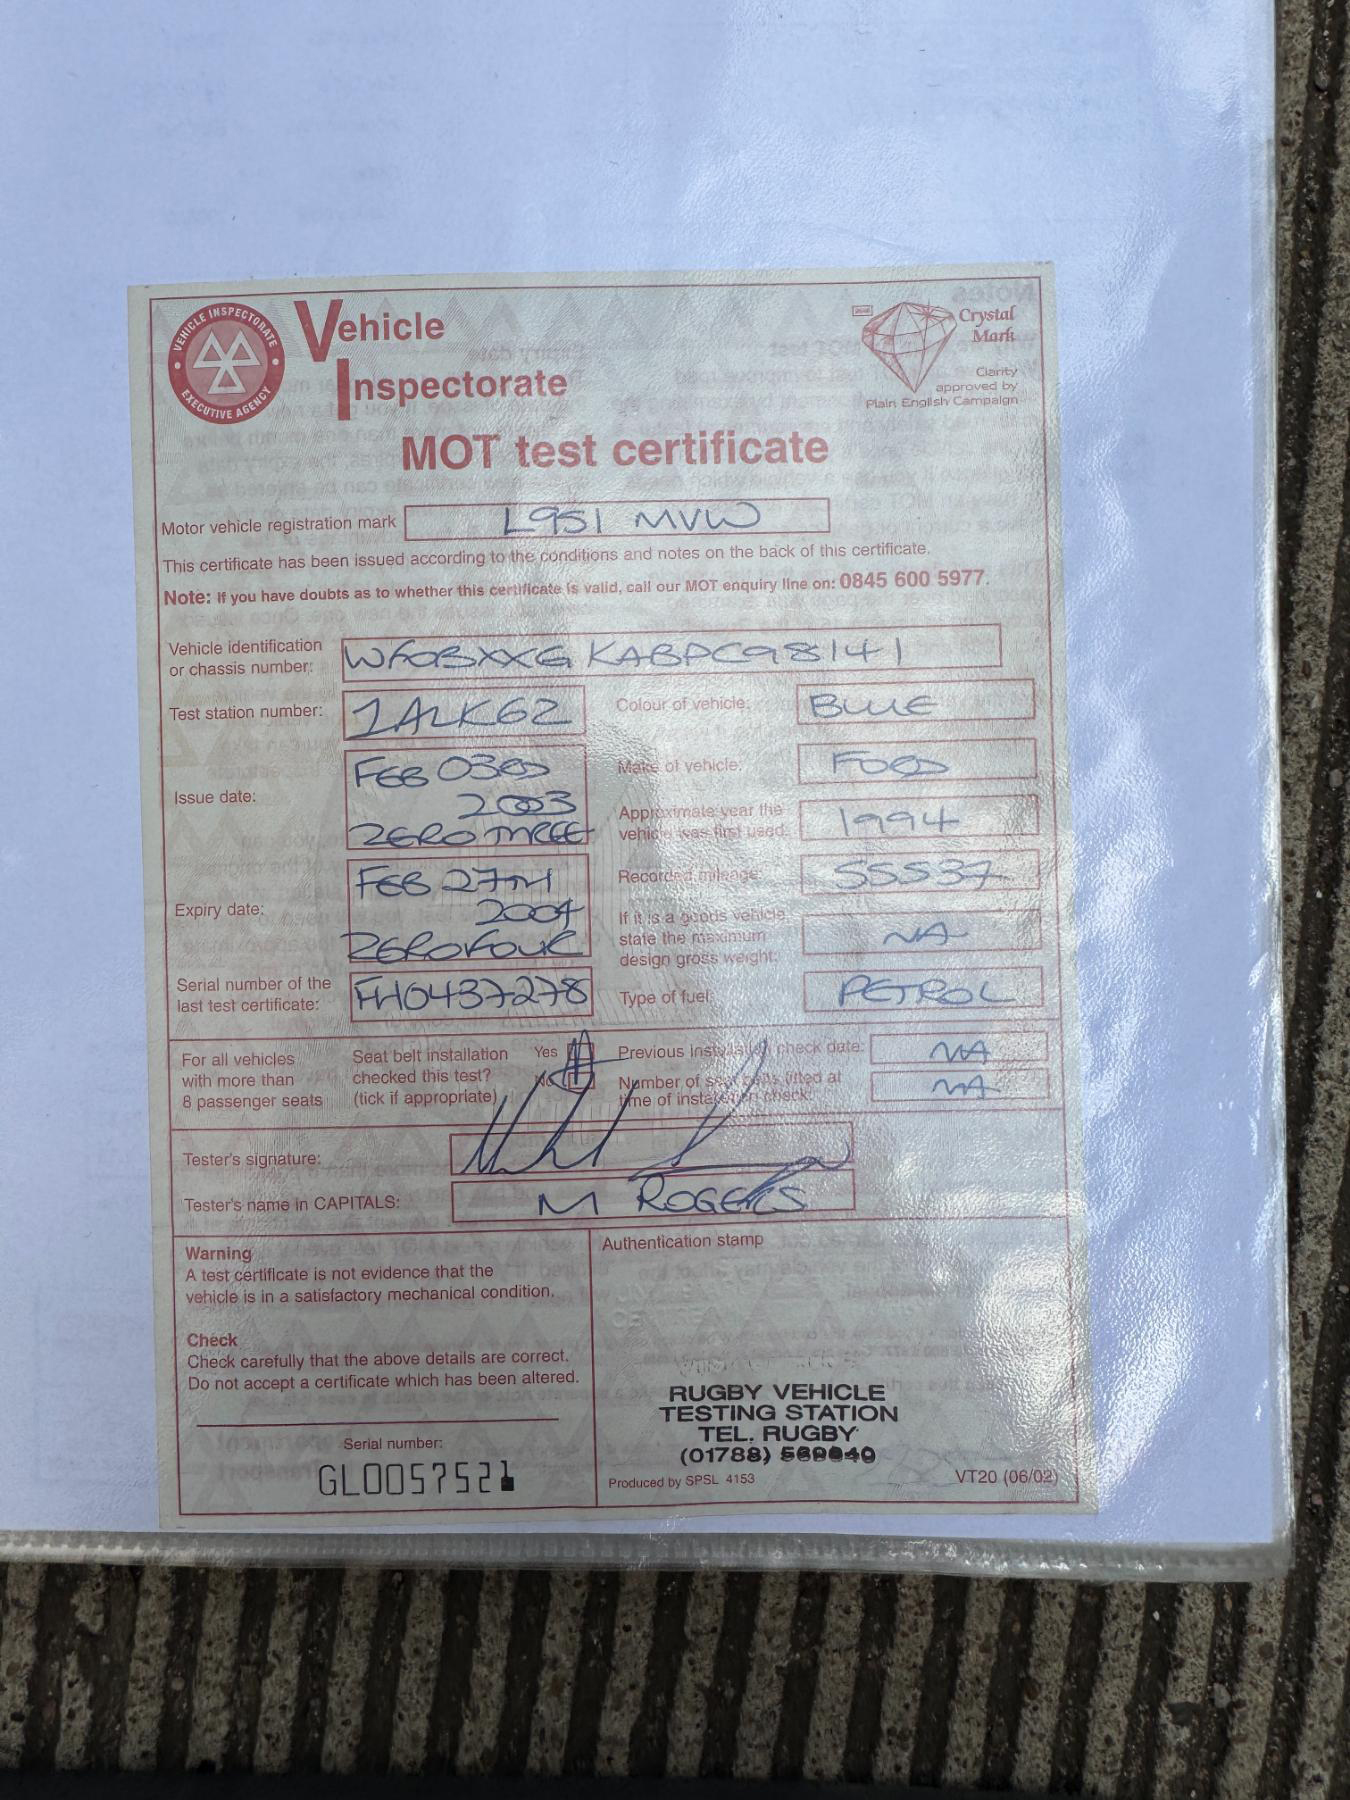 VEHICLE INSPECTORATE
EXECUTIVE AGENCY
Vehicle
Inspectorate
Crystal
Mark
Clarity
approved by
Plain English Campaign
MOT test certificate
Motor vehicle registration mark L951 MVW
This certificate has been issued according to the conditions and notes on the back of this certificate.
Note: If you have doubts as to whether this certificate is valid, call our MOT enquiry line on: 0845 600 5977.
Vehicle identification
or chassis number: WFOBXXG KABPC98141
Test station number: 1ALK62
Colour of vehicle: BLUE
Issue date: FEB 03RD
2003
ZERO THREE
Make of vehicle: FORD
Approximate year the
vehicle was first used: 1994
Expiry date: FEB 27TH
2004
ZERO FOUR
Recorded mileage: 55537
If it is a goods vehicle
state the maximum
design gross weight: NA
Serial number of the
last test certificate: FH0437278
Type of fuel: PETROL
For all vehicles
with more than
8 passenger seats
Seat belt installation
checked this test?
(tick if appropriate)
Yes
No
Previous installation check date: NA
Number of seat belts fitted at
time of installation check: NA
Tester's signature:
Tester's name in CAPITALS: M ROGERS
Warning
A test certificate is not evidence that the
vehicle is in a satisfactory mechanical condition.
Check
Check carefully that the above details are correct.
Do not accept a certificate which has been altered.
Serial number:
GL0057521
Authentication stamp
RUGBY VEHICLE
TESTING STATION
TEL. RUGBY
(01788)
Produced by SPSL 4153
VT20 (06/02)